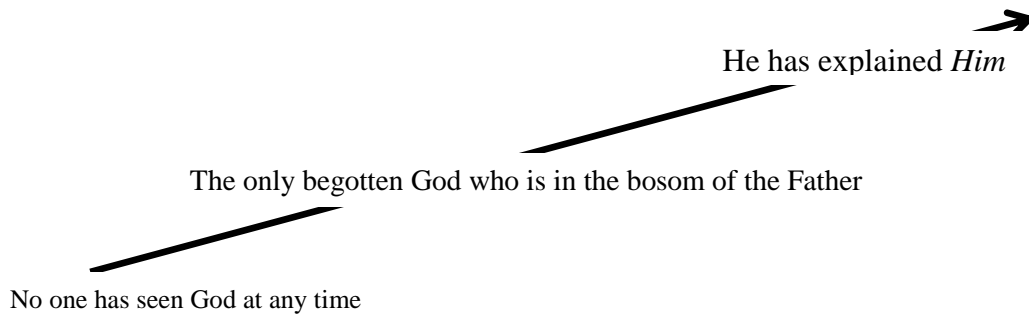 He has explained Him
The only begotten God who is in the bosom of the Father
No one has seen God at any time